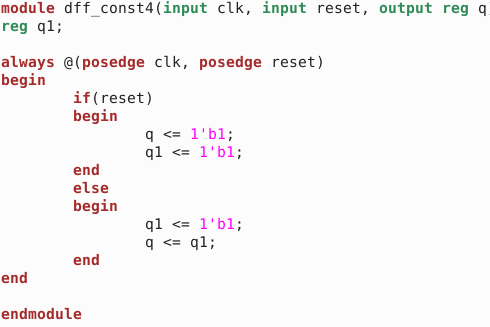 module dff_const4(input clk, input reset, output reg q
reg q1;
always @(posedge clk, posedge reset)
begin
if(reset)
begin
q <= 1'b1;
q1 <= 1'b1;
end
else
begin
q1 <= 1'b1;
q <= q1;
end
end
endmodule